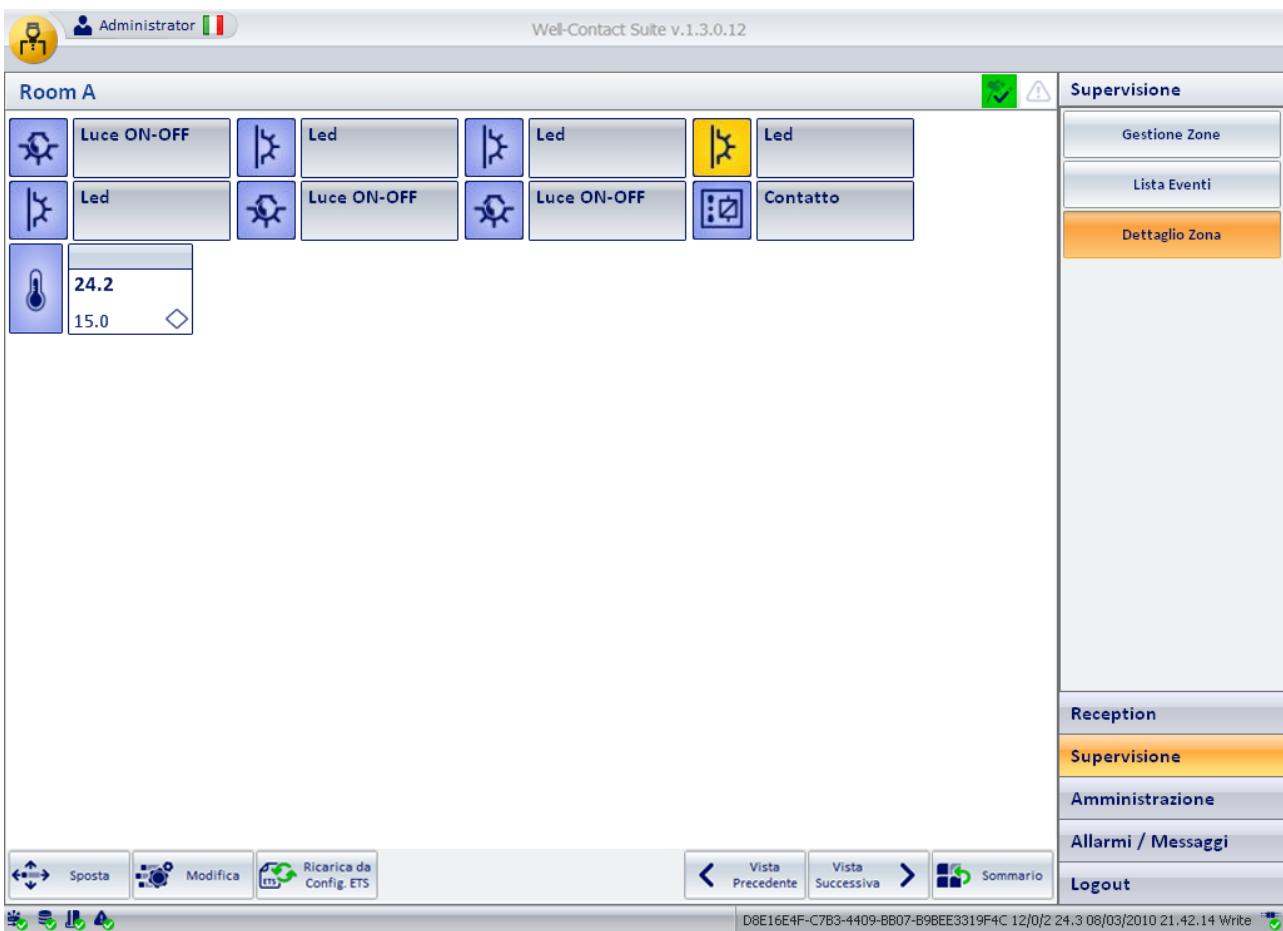 Administrator
Well-Contact Suite v.1.3.0.12
Room A
Supervisione
Luce ON-OFF
Led
Led
Led
Led
Luce ON-OFF
Luce ON-OFF
Contatto
24.2
15.0
Gestione Zone
Lista Eventi
Dettaglio Zona
Reception
Supervisione
Amministrazione
Allarmi / Messaggi
Logout
Sposta
Modifica
ETS
Ricarica da
Config. ETS
Vista
Precedente
Vista
Successiva
Sommario
D8E16E4F-C7B3-4409-BB07-B9BEE3319F4C 12/0/2 24.3 08/03/2010 21.42.14 Write